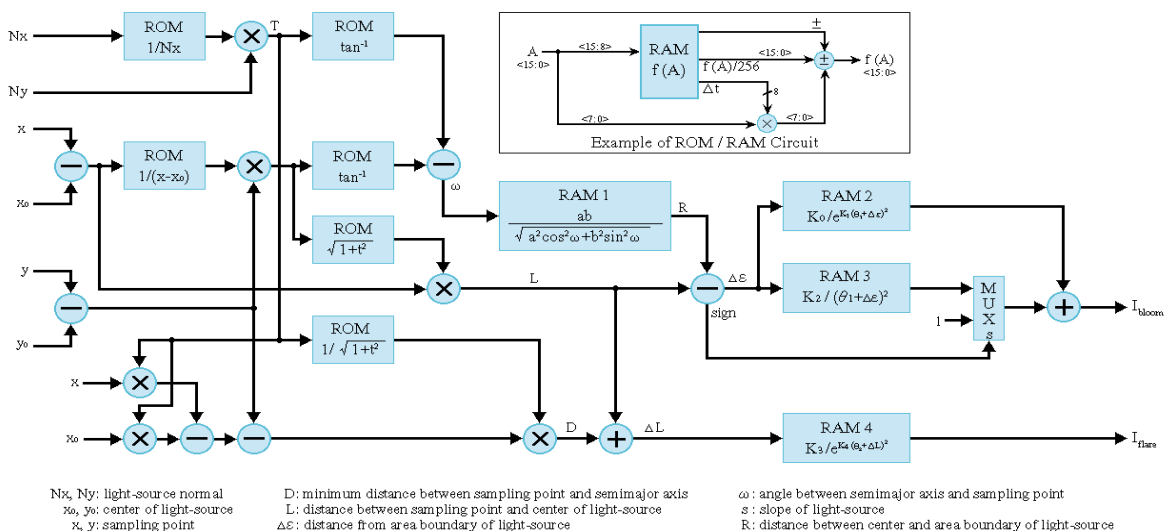 Nx
ROM
1/Nx
T
ROM
tan⁻¹
Ny
±
A
<15:0>
<15:8>
RAM
f (A)
<15:0>
f (A)/256
Δt
8
±
f (A)
<15:0>
<7:0>
×
<7:0>
Example of ROM / RAM Circuit
x
x₀
ROM
1/(x-x₀)
ROM
tan⁻¹
ω
ROM
√1+t²
RAM 1
ab
√a²cos²ω+b²sin²ω
R
RAM 2
K₀/e^K₁(θ₁+Δε)²
y
y₀
L
Δε
sign
RAM 3
K₂/(θ₁+Δε)²
1
M
U
X
s
I bloom
ROM
1/√1+t²
x
x₀
D
ΔL
RAM 4
K₃/e^K₄(θ₂+ΔL)²
I flare
Nx, Ny: light-source normal
x₀, y₀: center of light-source
x, y: sampling point
D: minimum distance between sampling point and semimajor axis
L: distance between sampling point and center of light-source
Δε: distance from area boundary of light-source
ω: angle between semimajor axis and sampling point
s: slope of light-source
R: distance between center and area boundary of light-source